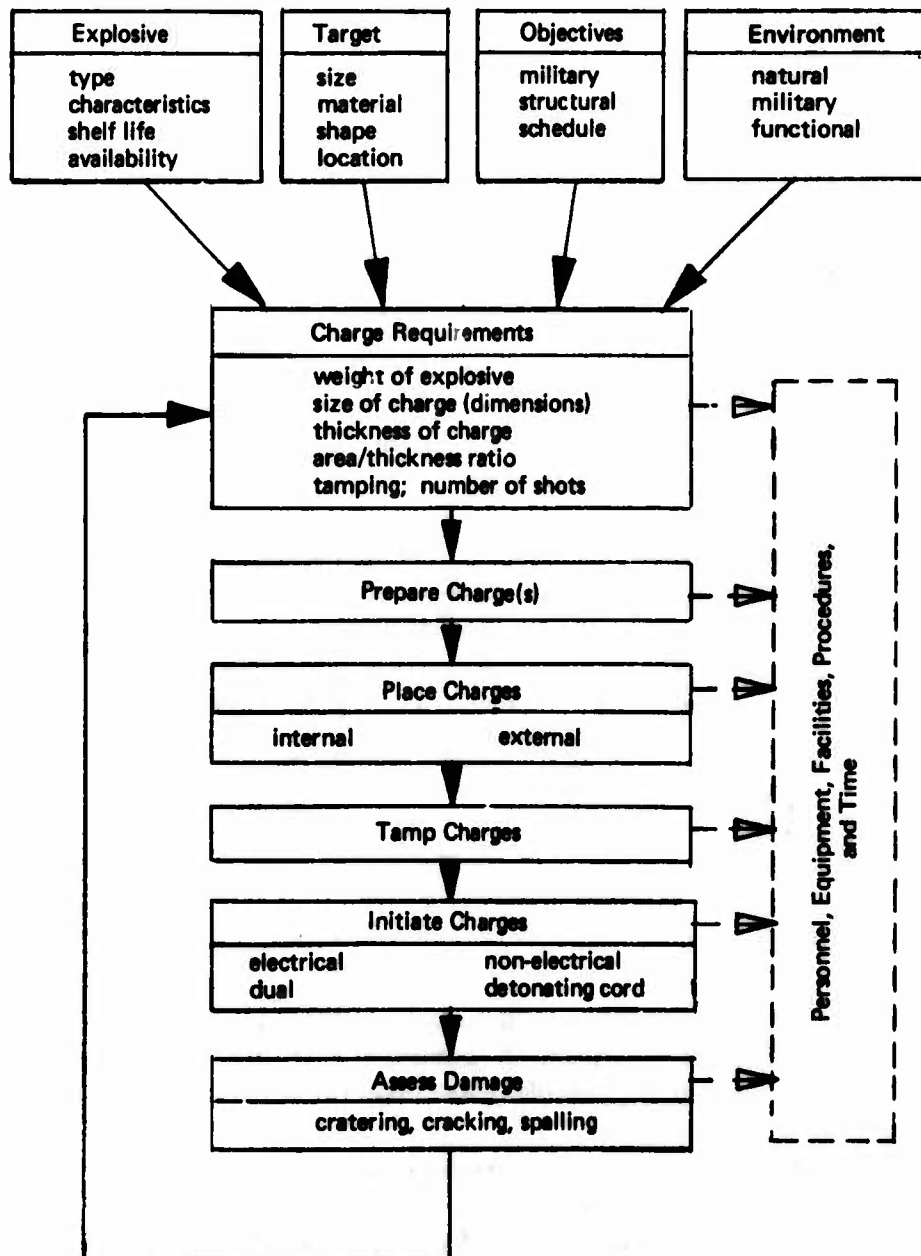 Explosive
type
characteristics
shelf life
availability
Target
size
material
shape
location
Objectives
military
structural
schedule
Environment
natural
military
functional
Charge Requirements
weight of explosive
size of charge (dimensions)
thickness of charge
area/thickness ratio
tamping; number of shots
Prepare Charge(s)
Place Charges
internal external
Tamp Charges
Initiate Charges
electrical non-electrical
dual detonating cord
Assess Damage
cratering, cracking, spalling
Personnel, Equipment, Facilities, Procedures,
and Time